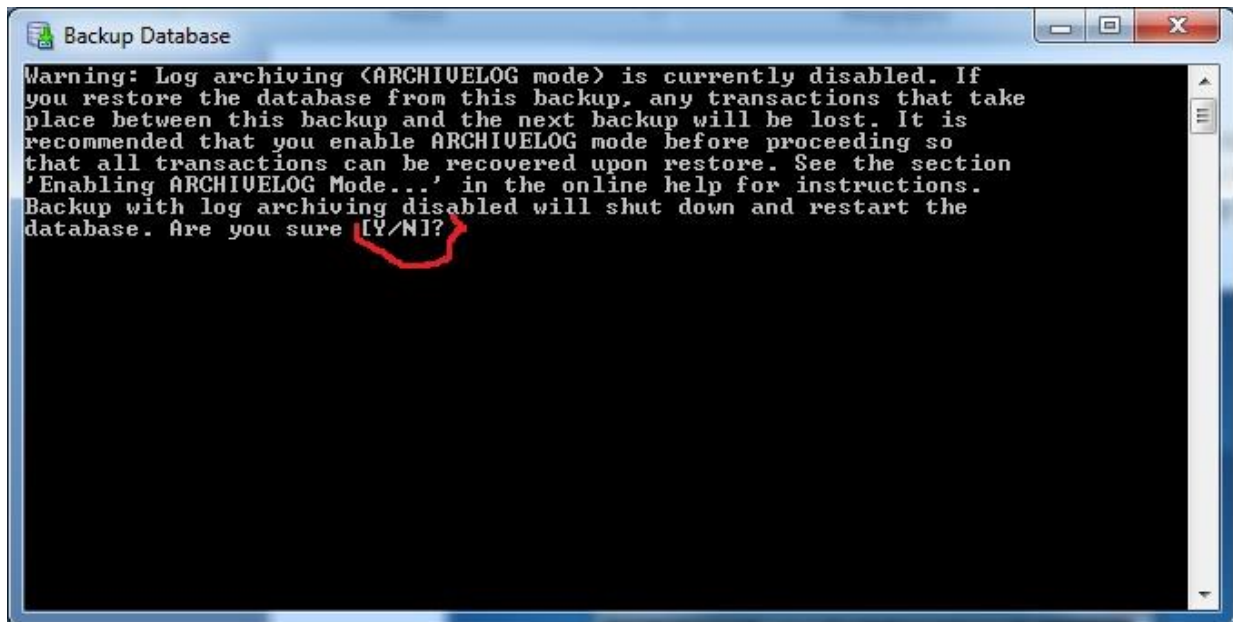 Backup Database
Warning: Log archiving (ARCHIVELOG mode) is currently disabled. If
you restore the database from this backup, any transactions that take
place between this backup and the next backup will be lost. It is
recommended that you enable ARCHIVELOG mode before proceeding so
that all transactions can be recovered upon restore. See the section
'Enabling ARCHIVELOG Mode...' in the online help for instructions.
Backup with log archiving disabled will shut down and restart the
database. Are you sure [Y/N]?